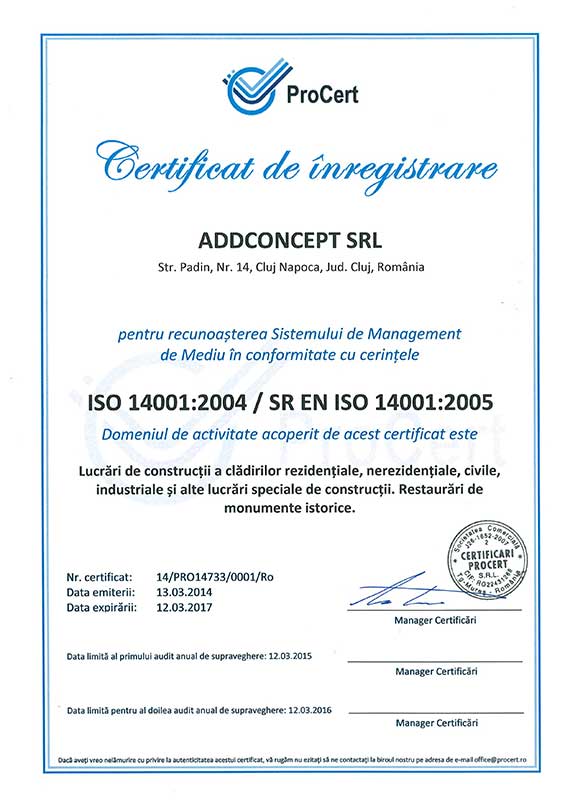 ProCert
Certificat de înregistrare
ADDCONCEPT SRL
Str. Padin, Nr. 14, Cluj Napoca, Jud. Cluj, România
pentru recunoașterea Sistemului de Management
de Mediu în conformitate cu cerințele
ISO 14001:2004 / SR EN ISO 14001:2005
Domeniul de activitate acoperit de acest certificat este
Lucrări de construcții a clădirilor rezidențiale, nerezidențiale, civile,
industriale și alte lucrări speciale de construcții. Restaurări de
monumente istorice.
Nr. certificat: 14/PRO14733/0001/Ro
Data emiterii: 13.03.2014
Data expirării: 12.03.2017
Societatea Comercială
J26-1652-2007
2
CERTIFICARI
PROCERT
S.R.L.
CIF: RO22431268
Tg-Mureș - România
Manager Certificări
Data limită al primului audit anual de supraveghere: 12.03.2015
Manager Certificări
Data limită pentru al doilea audit anual de supraveghere: 12.03.2016
Manager Certificări
Dacă aveți vreo nelămurire cu privire la autenticitatea acestui certificat, vă rugăm nu ezitați să ne contactați la biroul nostru pe adresa de e-mail office@procert.ro